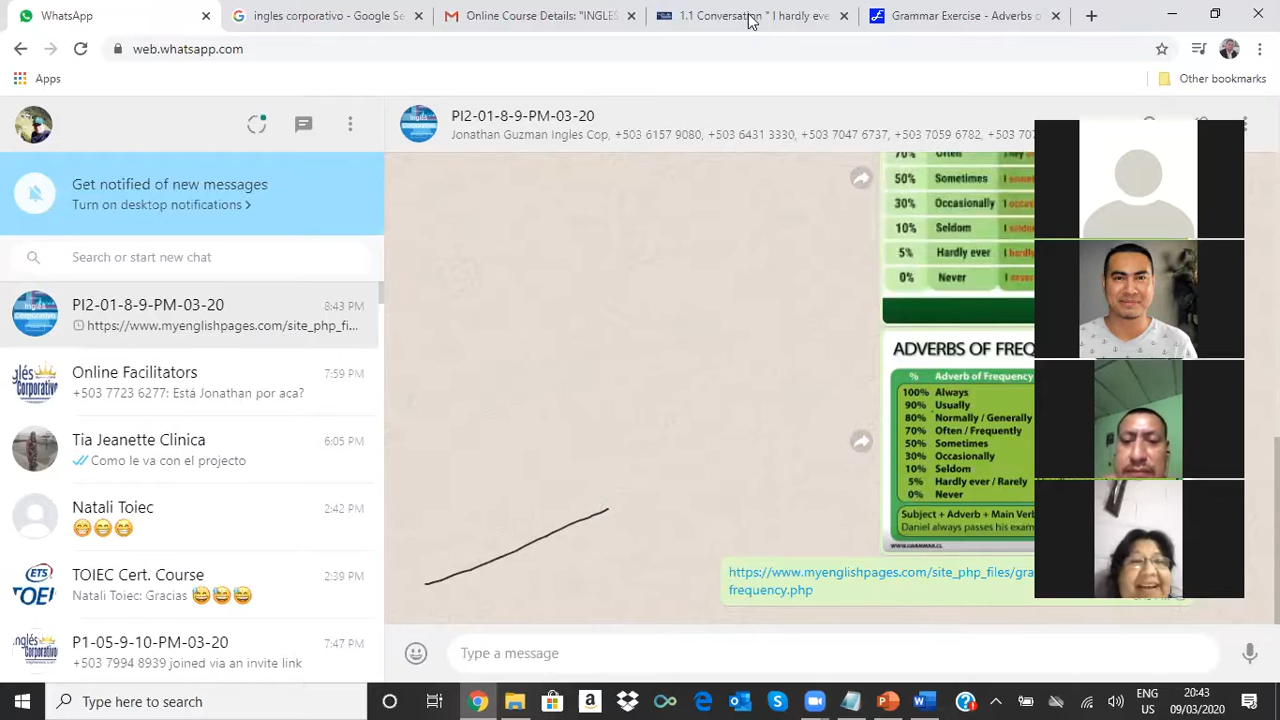 WhatsApp
ingles corporativo - Google Se
Online Course Details: "INGLÉS
1.1 Conversation " I hardly eve
Grammar Exercise - Adverbs o
web.whatsapp.com
Apps
Other bookmarks
PI2-01-8-9-PM-03-20
Jonathan Guzman Ingles Cop, +503 6157 9080, +503 6431 3330, +503 7047 6737, +503 7059 6782, +503 707
Get notified of new messages
Turn on desktop notifications >
Search or start new chat
PI2-01-8-9-PM-03-20
8:43 PM
https://www.myenglishpages.com/site_php_fi...
Online Facilitators
7:59 PM
+503 7723 6277: Está Jonathan por aca?
Tia Jeanette Clinica
6:05 PM
Como le va con el projecto
Natali Toiec
2:42 PM
TOIEC Cert. Course
2:39 PM
Natali Toiec: Gracias
P1-05-9-10-PM-03-20
7:47 PM
+503 7994 8939 joined via an invite link
70% Often
50% Sometimes
30% Occasionally
10% Seldom
5% Hardly ever
0% Never
ADVERBS OF FREQ
% Adverb of Frequency
100% Always
90% Usually
80% Normally / Generally
70% Often / Frequently
50% Sometimes
30% Occasionally
10% Seldom
5% Hardly ever / Rarely
0% Never
Subject + Adverb + Main Verb
Daniel always passes his exam
https://www.myenglishpages.com/site_php_files/gra
frequency.php
Type a message
Type here to search
ENG
US
20:43
09/03/2020